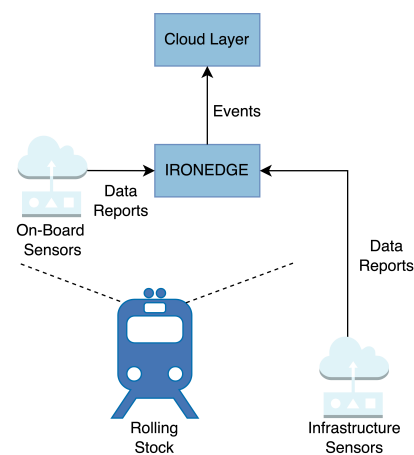 Cloud Layer
Events
IRONEDGE
Data
Reports
On-Board
Sensors
Data
Reports
Rolling
Stock
Infrastructure
Sensors